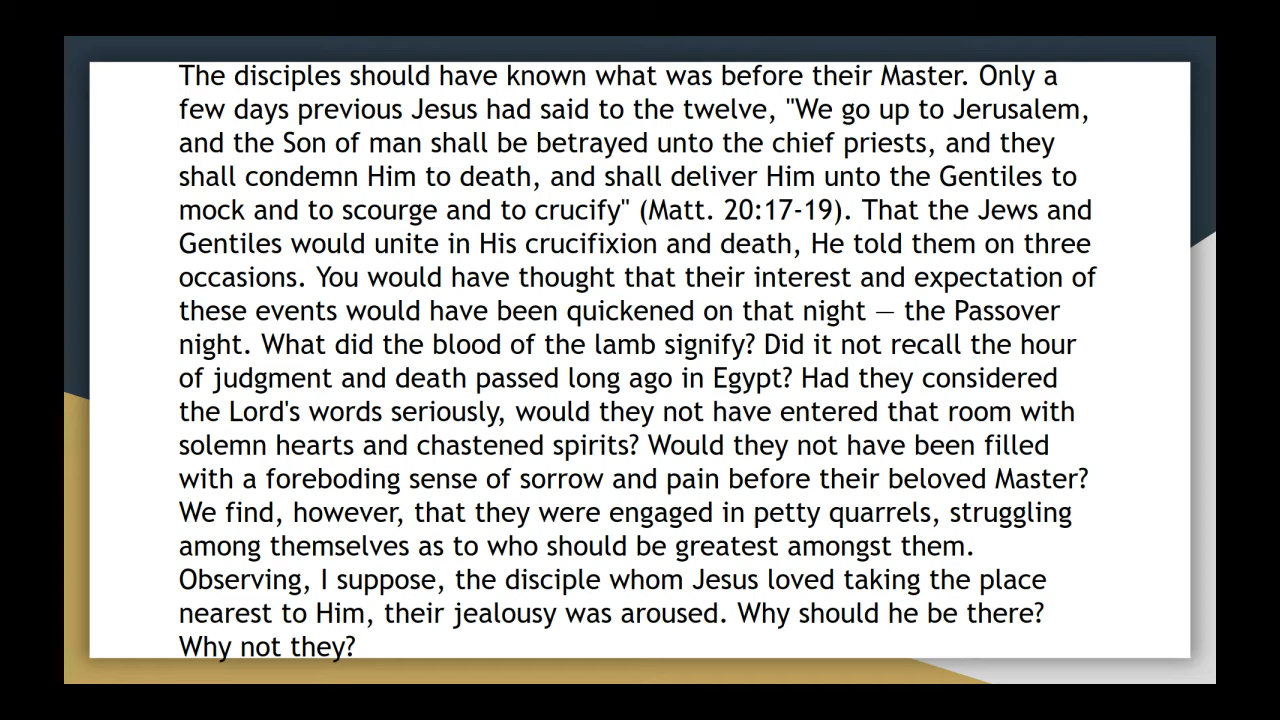 The disciples should have known what was before their Master. Only a
few days previous Jesus had said to the twelve, "We go up to Jerusalem,
and the Son of man shall be betrayed unto the chief priests, and they
shall condemn Him to death, and shall deliver Him unto the Gentiles to
mock and to scourge and to crucify" (Matt. 20:17-19). That the Jews and
Gentiles would unite in His crucifixion and death, He told them on three
occasions. You would have thought that their interest and expectation of
these events would have been quickened on that night — the Passover
night. What did the blood of the lamb signify? Did it not recall the hour
of judgment and death passed long ago in Egypt? Had they considered
the Lord's words seriously, would they not have entered that room with
solemn hearts and chastened spirits? Would they not have been filled
with a foreboding sense of sorrow and pain before their beloved Master?
We find, however, that they were engaged in petty quarrels, struggling
among themselves as to who should be greatest amongst them.
Observing, I suppose, the disciple whom Jesus loved taking the place
nearest to Him, their jealousy was aroused. Why should he be there?
Why not they?